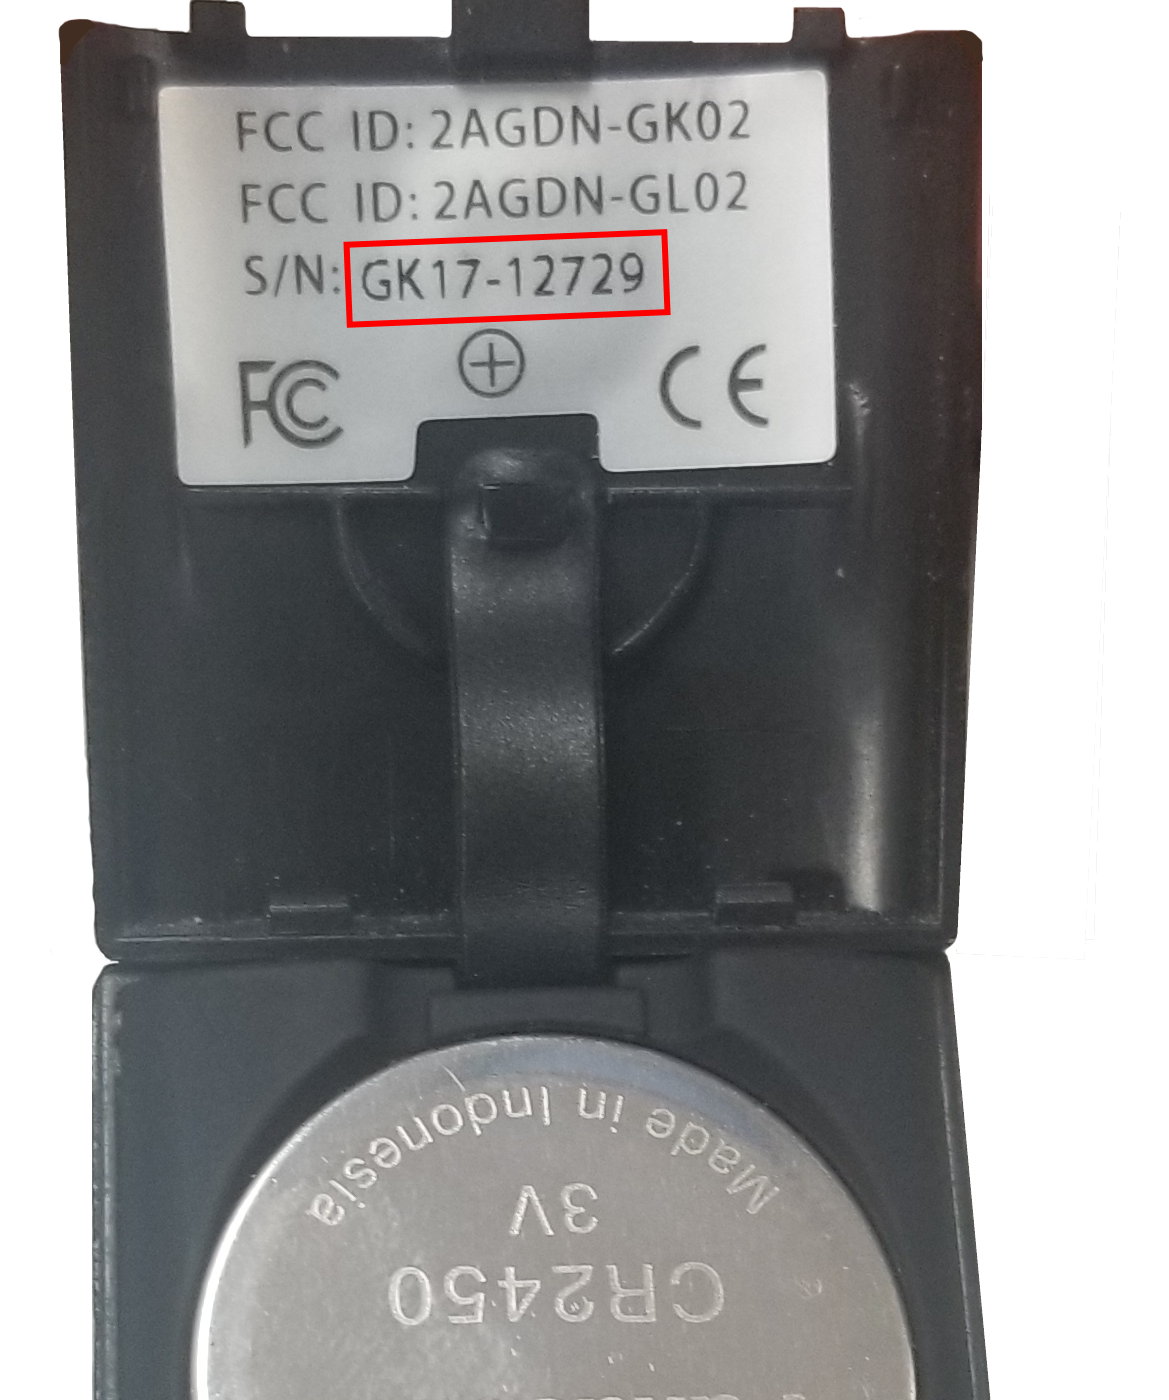 FCC ID: 2AGDN-GK02
FCC ID: 2AGDN-GL02
S/N: GK17-12729
FC CE
Made in Indonesia
3V
CR2450